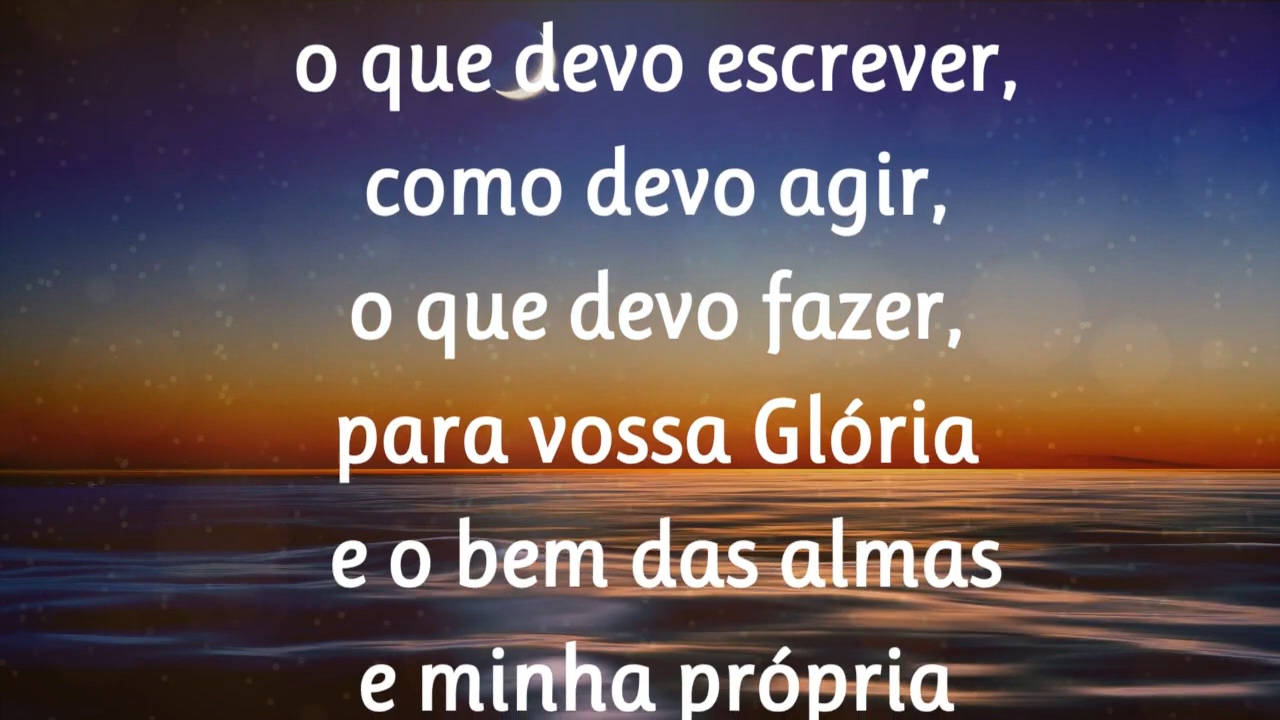 o que devo escrever,
como devo agir,
o que devo fazer,
para vossa Glória
e o bem das almas
e minha própria